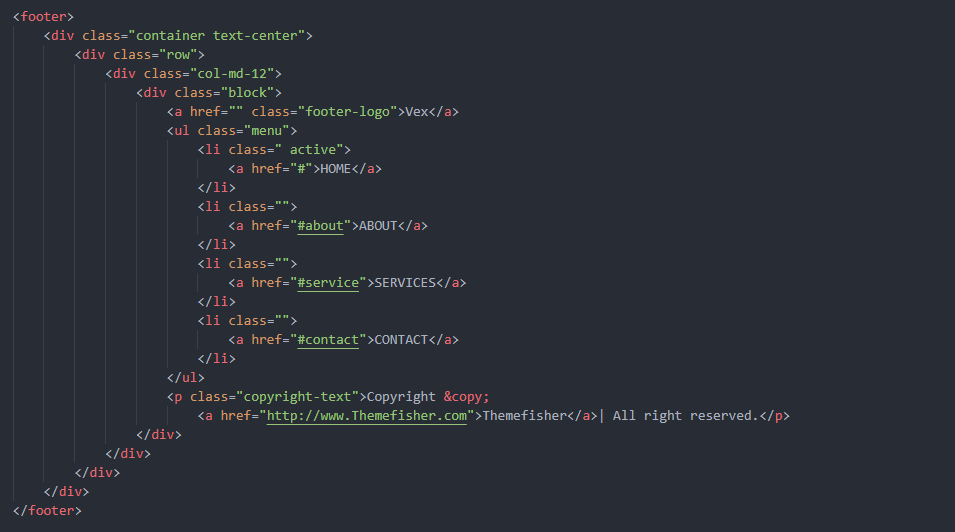 <footer>
<div class="container text-center">
<div class="row">
<div class="col-md-12">
<div class="block">
<a href="" class="footer-logo">Vex</a>
<ul class="menu">
<li class=" active">
<a href="#">HOME</a>
</li>
<li class="">
<a href="#about">ABOUT</a>
</li>
<li class="">
<a href="#service">SERVICES</a>
</li>
<li class="">
<a href="#contact">CONTACT</a>
</li>
</ul>
<p class="copyright-text">Copyright &copy;
<a href="http://www.Themefisher.com">Themefisher</a>| All right reserved.</p>
</div>
</div>
</div>
</div>
</footer>